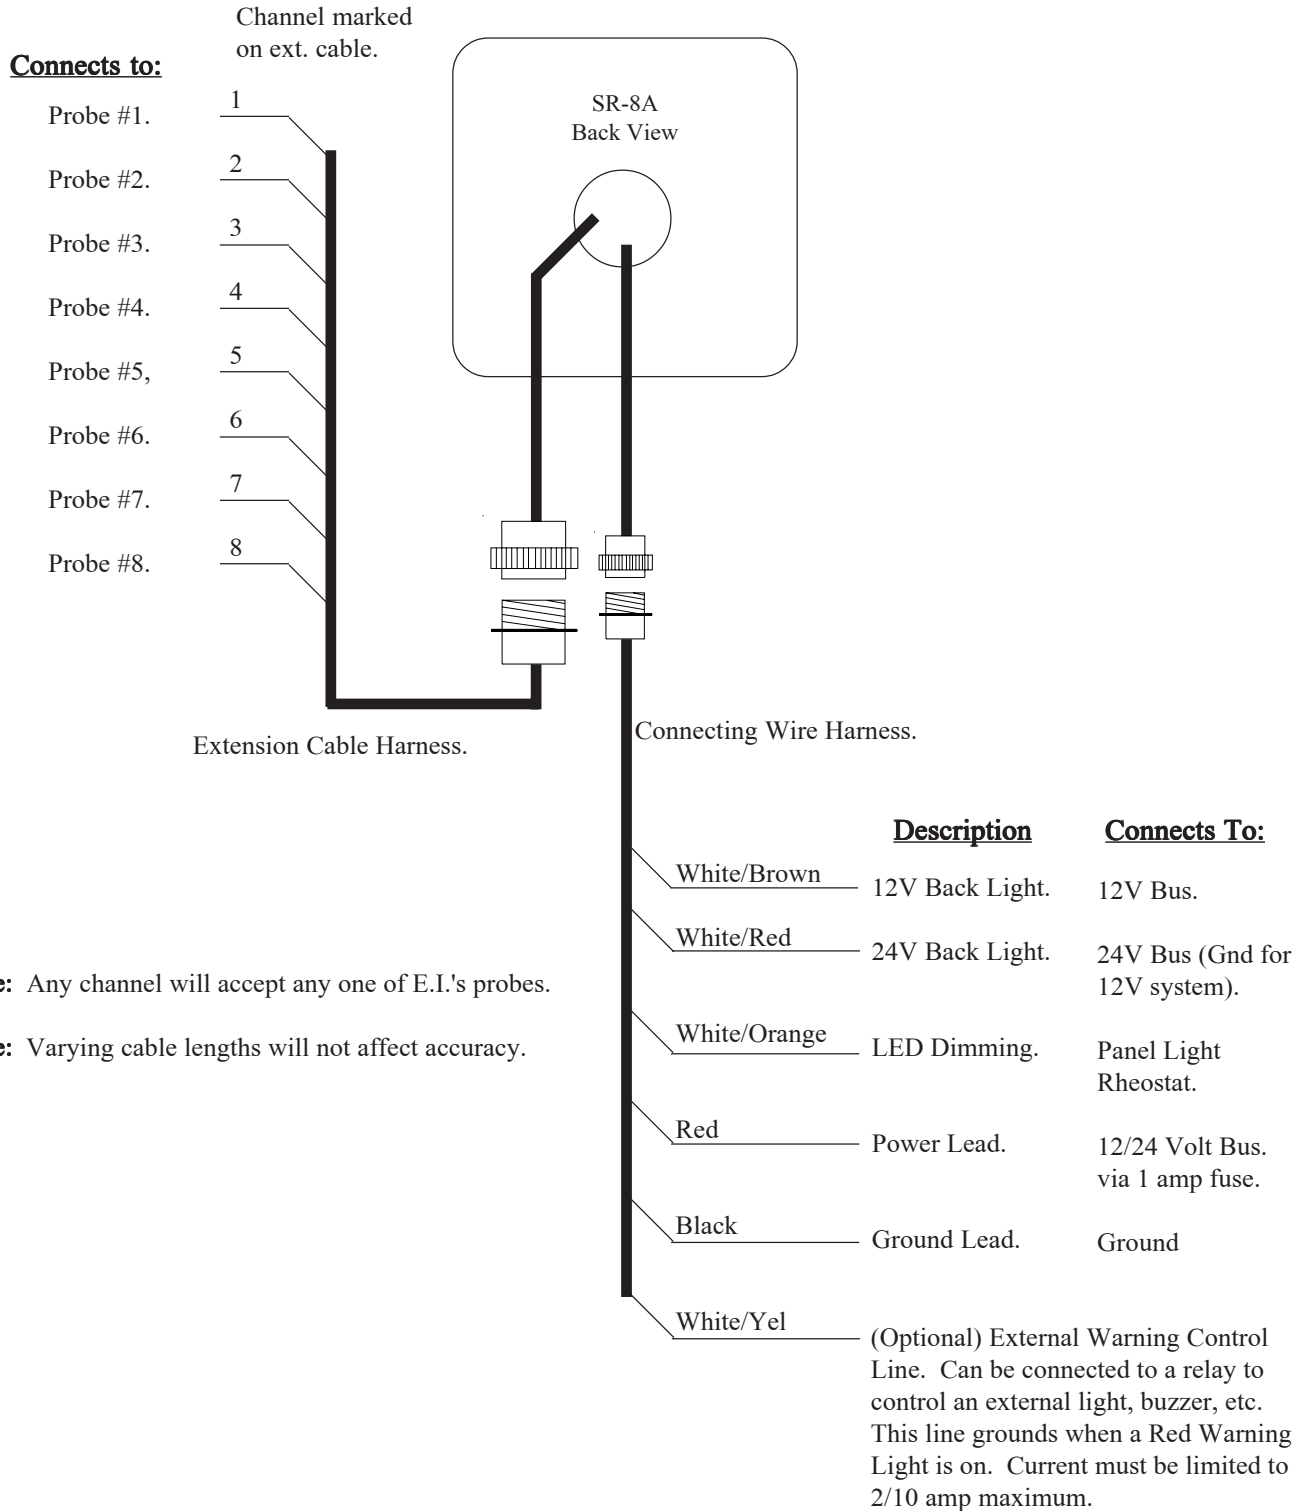 Channel marked
on ext. cable.
Connects to:
Probe #1. 1
Probe #2. 2
Probe #3. 3
Probe #4. 4
Probe #5, 5
Probe #6. 6
Probe #7. 7
Probe #8. 8
SR-8A
Back View
Extension Cable Harness.
Connecting Wire Harness.
Description Connects To:
White/Brown 12V Back Light. 12V Bus.
White/Red 24V Back Light. 24V Bus (Gnd for
12V system).
e: Any channel will accept any one of E.I.'s probes.
e: Varying cable lengths will not affect accuracy.
White/Orange LED Dimming. Panel Light
Rheostat.
Red Power Lead. 12/24 Volt Bus.
via 1 amp fuse.
Black Ground Lead. Ground
White/Yel (Optional) External Warning Control
Line. Can be connected to a relay to
control an external light, buzzer, etc.
This line grounds when a Red Warning
Light is on. Current must be limited to
2/10 amp maximum.